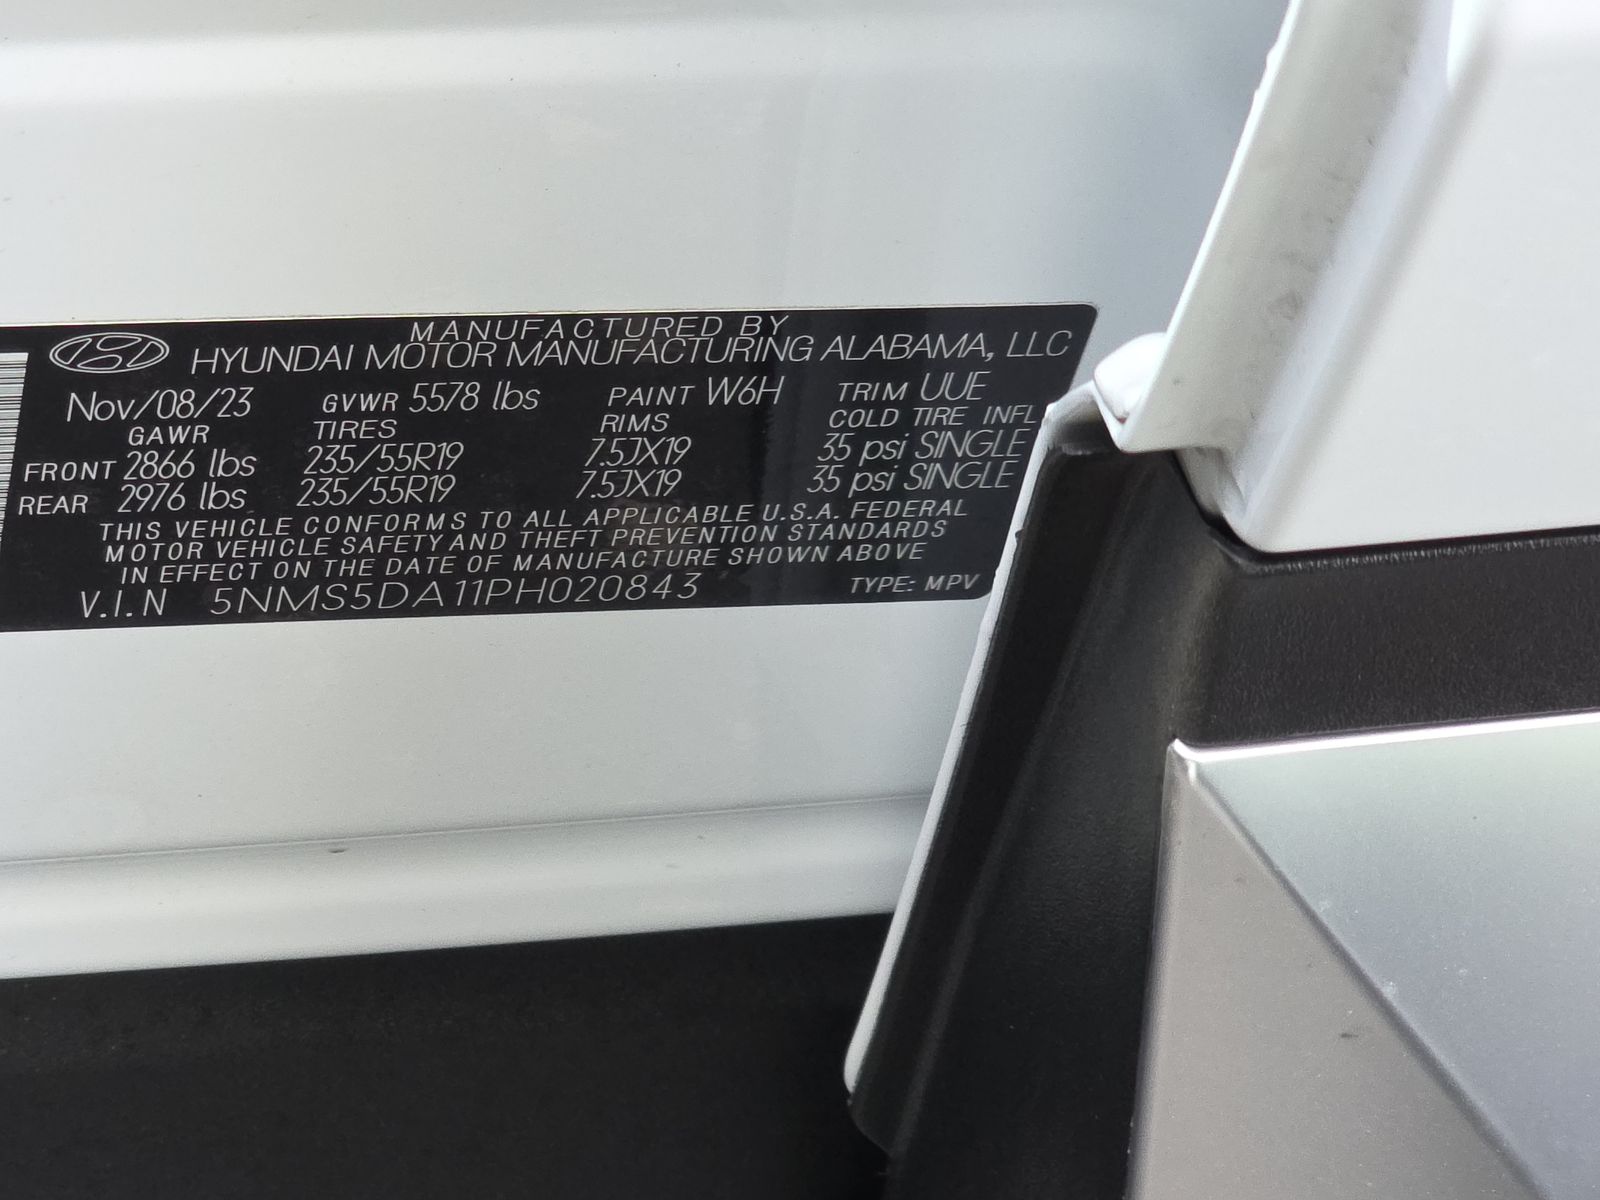 MANUFACTURED BY
HYUNDAI MOTOR MANUFACTURING ALABAMA, LLC
Nov/08/23 GVWR 5578 lbs PAINT W6H TRIM UUE
GAWR TIRES RIMS COLD TIRE INFL
FRONT 2866 lbs 235/55R19 7.5JX19 35 psi SINGLE
REAR 2976 lbs 235/55R19 7.5JX19 35 psi SINGLE
THIS VEHICLE CONFORMS TO ALL APPLICABLE U.S.A. FEDERAL
MOTOR VEHICLE SAFETY AND THEFT PREVENTION STANDARDS
IN EFFECT ON THE DATE OF MANUFACTURE SHOWN ABOVE
V.I.N 5NMS5DA11PH020843 TYPE: MPV